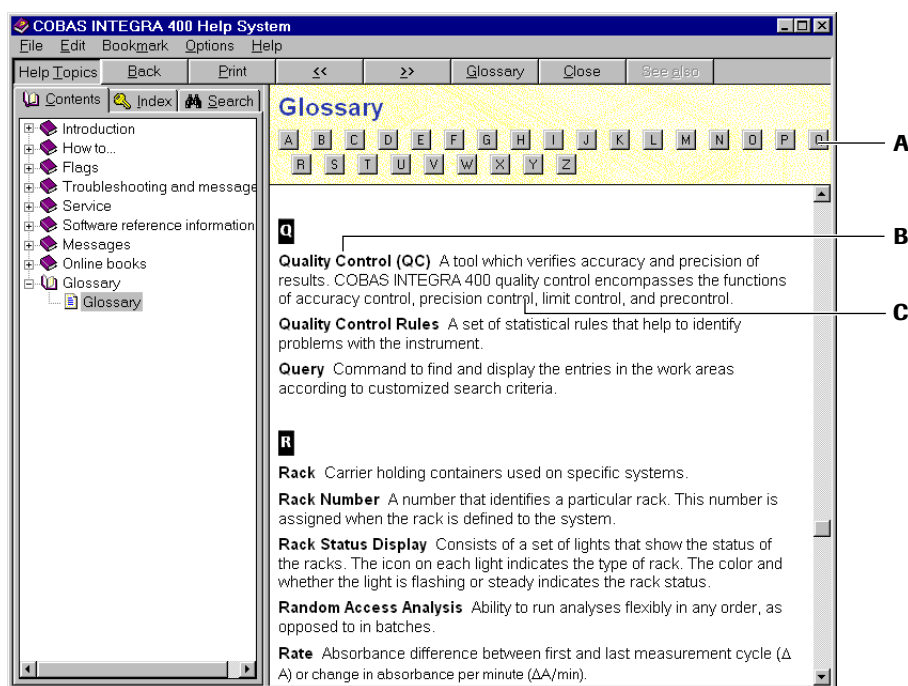 COBAS INTEGRA 400 Help System
File Edit Bookmark Options Help
Help Topics Back Print << >> Glossary Close See also
Contents Index Search
Introduction
How to...
Flags
Troubleshooting and message
Service
Software reference information
Messages
Online books
Glossary
Glossary
Glossary
A B C D E F G H I J K L M N O P Q
R S T U V W X Y Z
A
Q
B
Quality Control (QC) A tool which verifies accuracy and precision of
results. COBAS INTEGRA 400 quality control encompasses the functions
of accuracy control, precision control, limit control, and precontrol.
C
Quality Control Rules A set of statistical rules that help to identify
problems with the instrument.
Query Command to find and display the entries in the work areas
according to customized search criteria.
R
Rack Carrier holding containers used on specific systems.
Rack Number A number that identifies a particular rack. This number is
assigned when the rack is defined to the system.
Rack Status Display Consists of a set of lights that show the status of
the racks. The icon on each light indicates the type of rack. The color and
whether the light is flashing or steady indicates the rack status.
Random Access Analysis Ability to run analyses flexibly in any order, as
opposed to in batches.
Rate Absorbance difference between first and last measurement cycle (Δ
A) or change in absorbance per minute (ΔA/min).